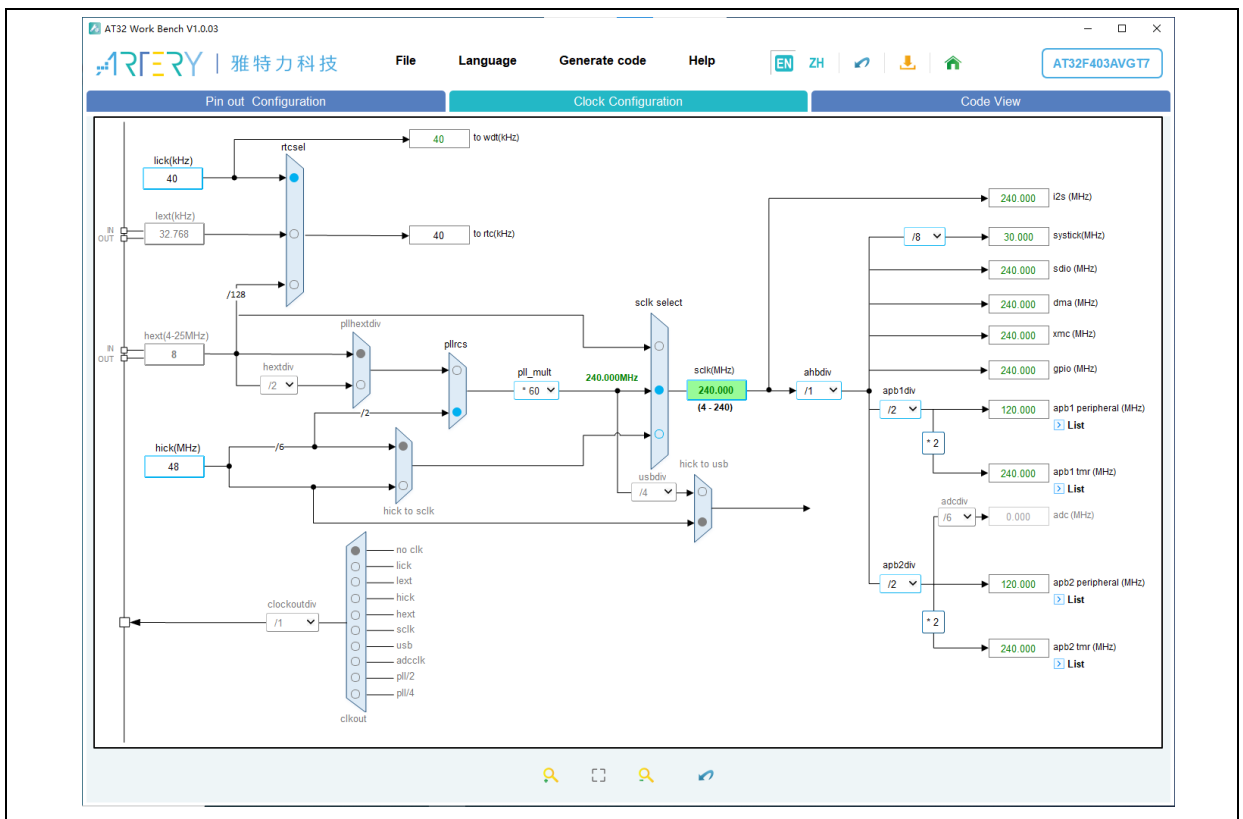 AT32 Work Bench V1.0.03
ARTERY 雅特力科技
File Language Generate code Help EN ZH AT32F403AVGT7
Pin out Configuration Clock Configuration Code View
40 to wdt(kHz)
rtcsel
lick(kHz)
40
i2s (MHz)
240.000
lext(kHz)
IN
OUT
32.768
40 to rtc(kHz)
/8
30.000 systick(MHz)
240.000 sdio (MHz)
/128
sclk select
240.000 dma (MHz)
pllhextdiv
hext(4-25MHz)
IN
OUT
8
pllrcs
240.000 xmc (MHz)
hextdiv
/2
pll_mult
* 60
240.000MHz
sclk(MHz)
240.000
(4 - 240)
ahbdiv
/1
240.000 gpio (MHz)
apb1div
/2
120.000 apb1 peripheral (MHz)
List
/2
hick(MHz)
48
/6
* 2
hick to usb
usbdiv
/4
240.000 apb1 tmr (MHz)
List
hick to sclk
adcdiv
/6
0.000 adc (MHz)
no clk
lick
lext
hick
hext
sclk
usb
adcclk
pll/2
pll/4
clockoutdiv
/1
clkout
apb2div
/2
120.000 apb2 peripheral (MHz)
List
* 2
240.000 apb2 tmr (MHz)
List